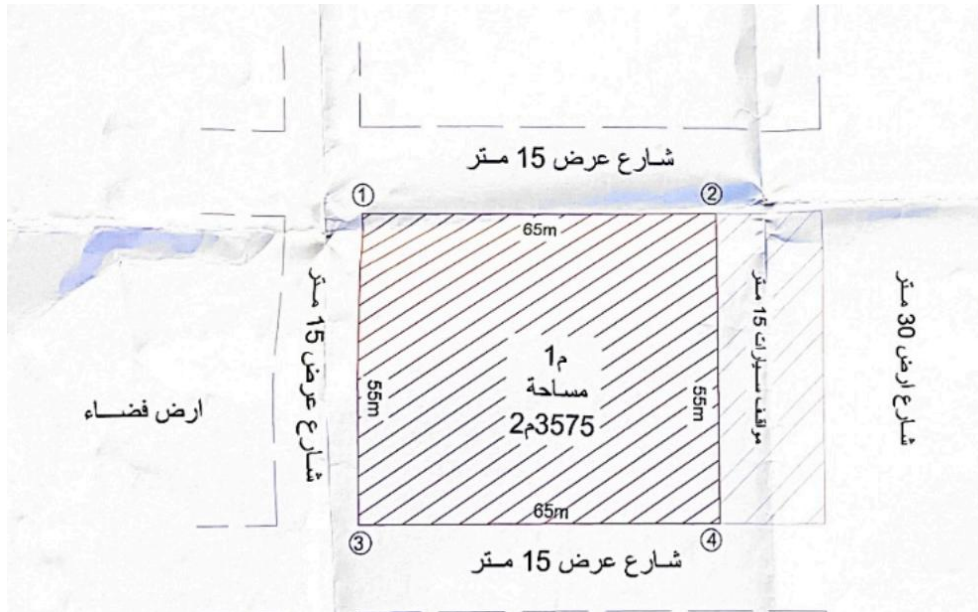 شارع عرض 15 متر
①
②
65m
شارع عرض 15 متر
ارض فضاء
55m
م1
مساحة
3575م2
55m
موافف سيارات 15 متر
شارع ارض 30 متر
65m
③
④
شارع عرض 15 متر